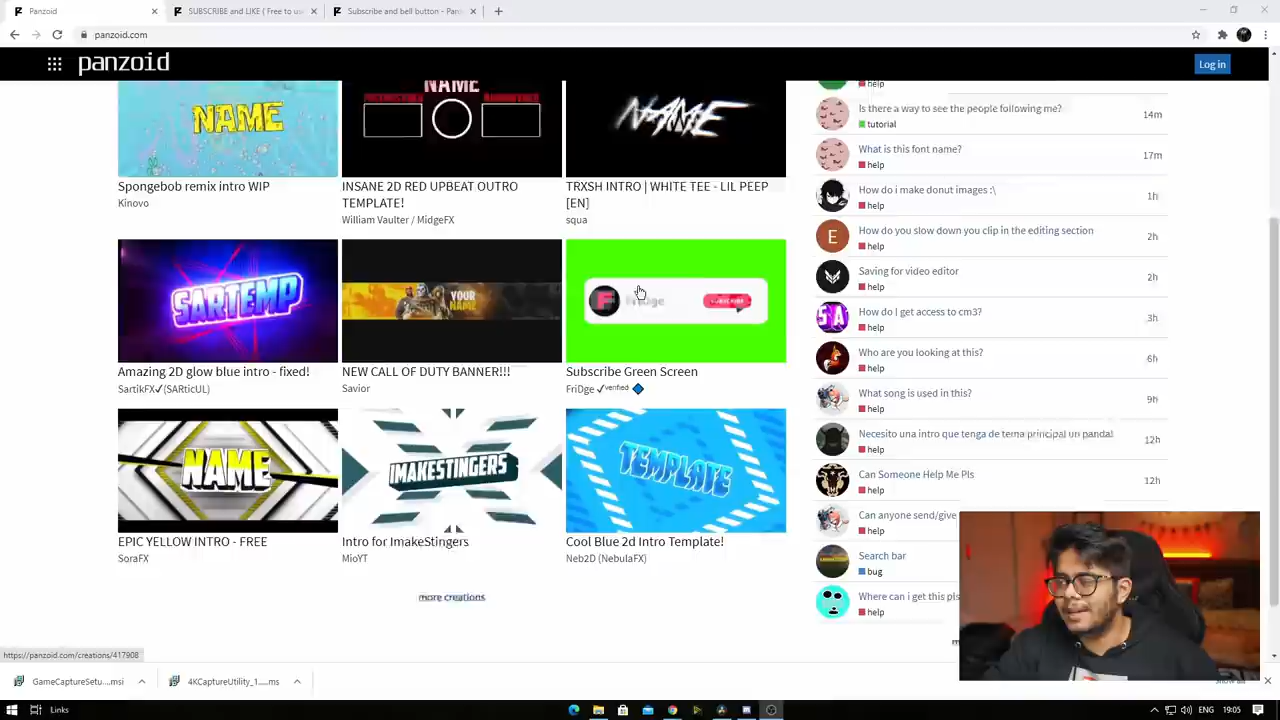 Panzoid
SUBSCRIBE and LIKE ( Free to use
Subscribe and bell button - Pan
panzoid.com
panzoid
Log in
NAME
NAME
NAME
Spongebob remix intro WIP
Kinovo
INSANE 2D RED UPBEAT OUTRO
TEMPLATE!
William Vaulter / MidgeFX
TRXSH INTRO | WHITE TEE - LIL PEEP
[EN]
squa
SARTEMP
YOUR
NAME
F
FriDge
SUBSCRIBE
Amazing 2D glow blue intro - fixed!
SartikFX✓(SARticUL)
NEW CALL OF DUTY BANNER!!!
Savior
Subscribe Green Screen
FriDge ✓verified
NAME
IMAKESTINGERS
TEMPLATE
EPIC YELLOW INTRO - FREE
SoraFX
Intro for ImakeStingers
MioYT
Cool Blue 2d Intro Template!
Neb2D (NebulaFX)
more creations
help
Is there a way to see the people following me?
tutorial
14m
What is this font name?
help
17m
How do i make donut images :\
help
1h
E
How do you slow down you clip in the editing section
help
2h
Saving for video editor
help
2h
SA
How do I get access to cm3?
help
3h
Who are you looking at this?
help
6h
What song is used in this?
help
9h
Necesito una intro que tenga de tema principal un panda!
help
12h
Can Someone Help Me Pls
help
12h
Can anyone send/give
help
Search bar
bug
Where can i get this pls
help
https://panzoid.com/creations/417908
GameCaptureSetu....msi
4KCaptureUtility_1.....ms
Show all
Links
ENG
19:05